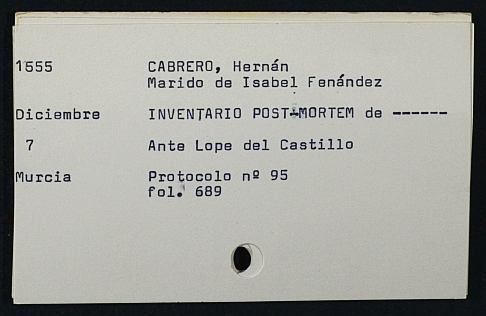 1555 CABRERO, Hernán
Marido de Isabel Fenández
Diciembre INVENTARIO POST-MORTEM de ------
7 Ante Lope del Castillo
Murcia Protocolo nº 95
fol. 689